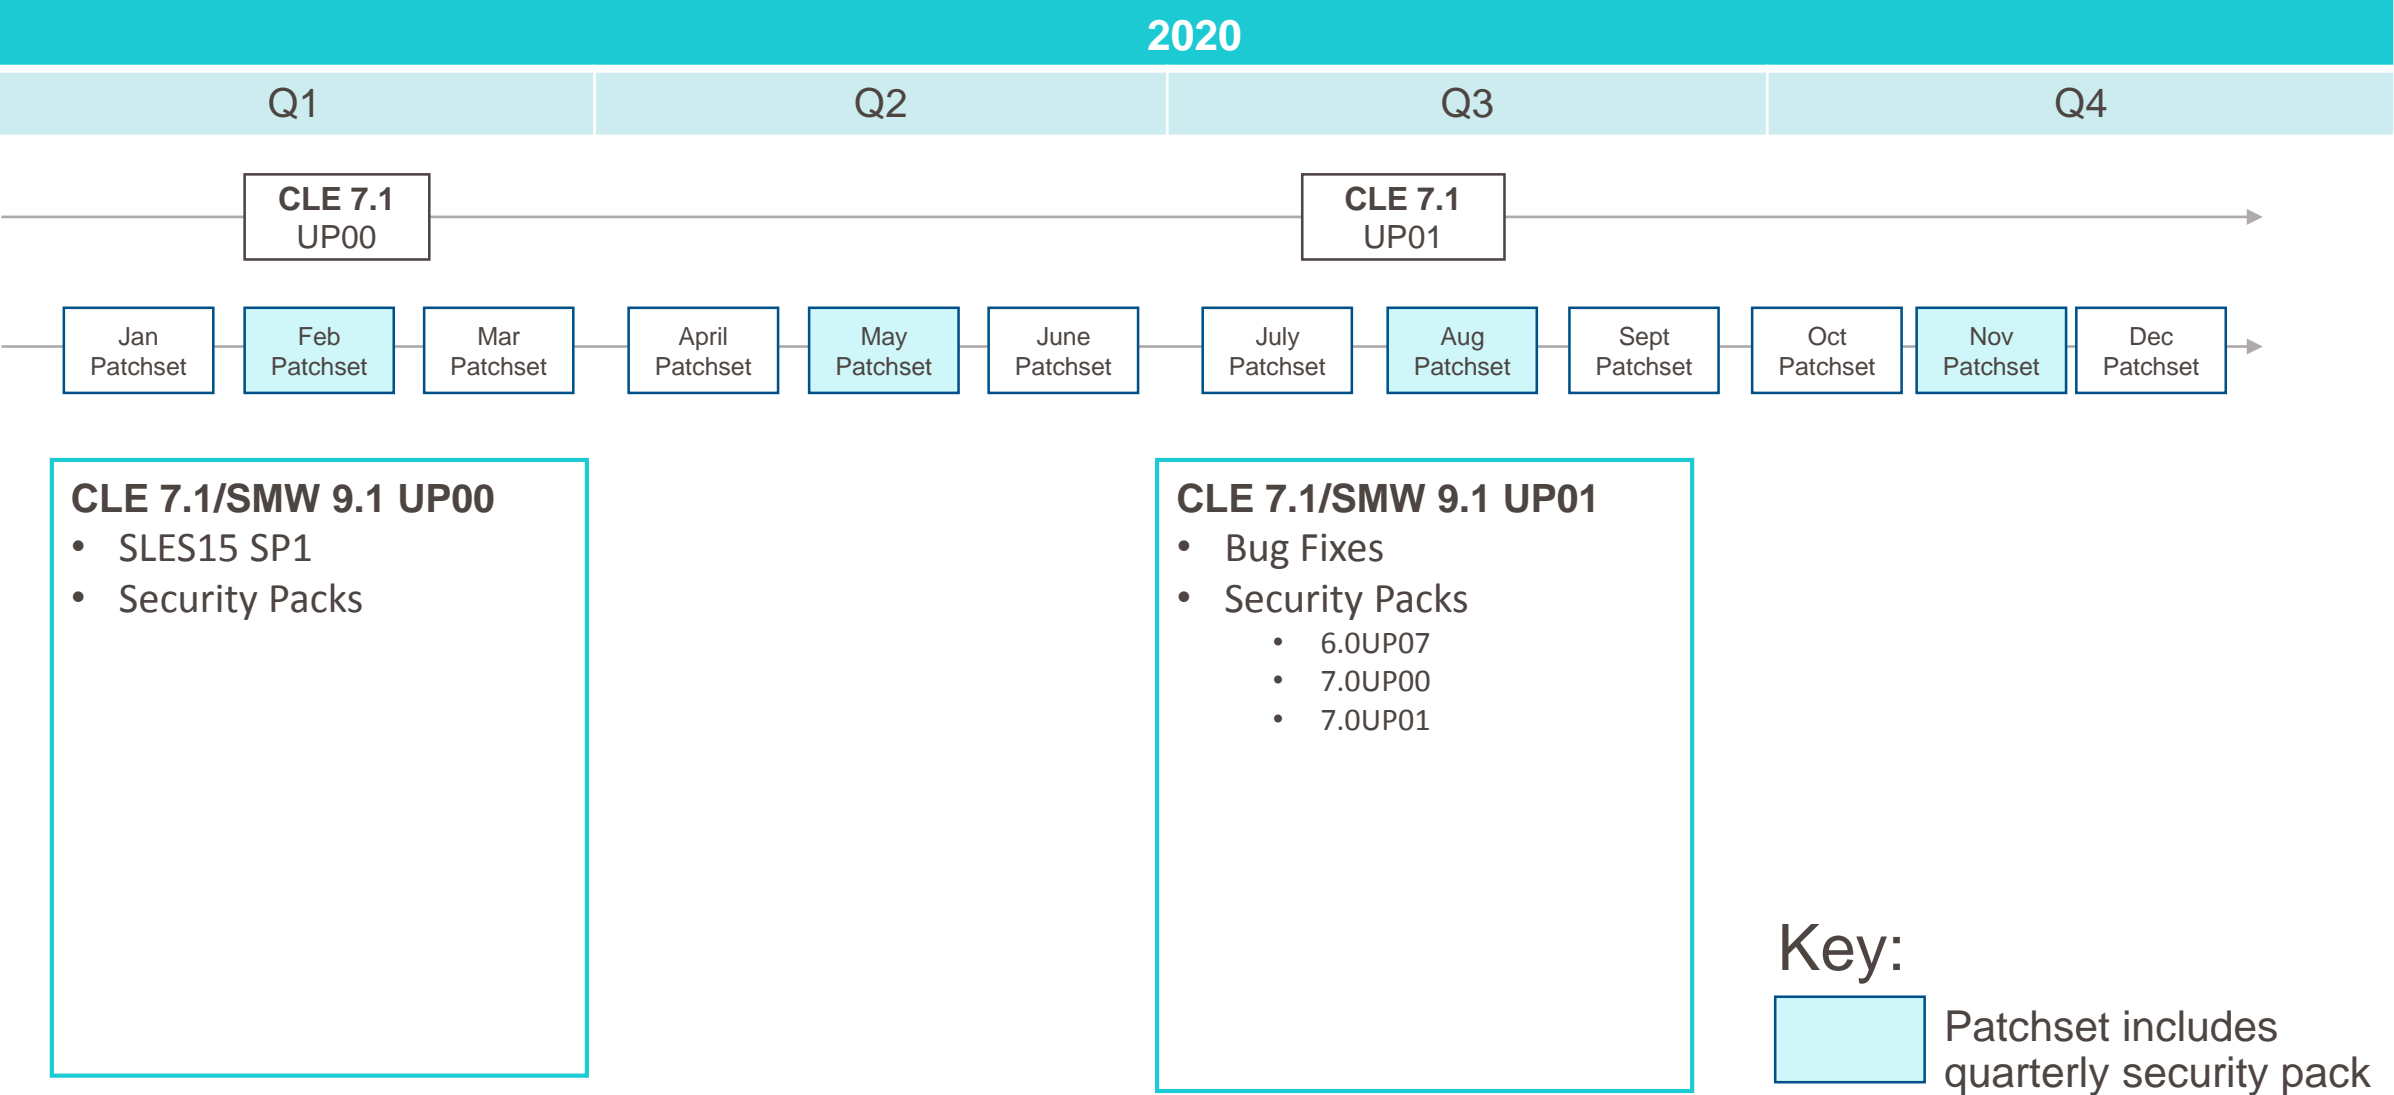 2020
Q1
Q2
Q3
Q4
CLE 7.1
UP00
CLE 7.1
UP01
Jan
Patchset
Feb
Patchset
Mar
Patchset
April
Patchset
May
Patchset
June
Patchset
July
Patchset
Aug
Patchset
Sept
Patchset
Oct
Patchset
Nov
Patchset
Dec
Patchset
CLE 7.1/SMW 9.1 UP00
• SLES15 SP1
• Security Packs
CLE 7.1/SMW 9.1 UP01
• Bug Fixes
• Security Packs
• 6.0UP07
• 7.0UP00
• 7.0UP01
Key:
Patchset includes
quarterly security pack